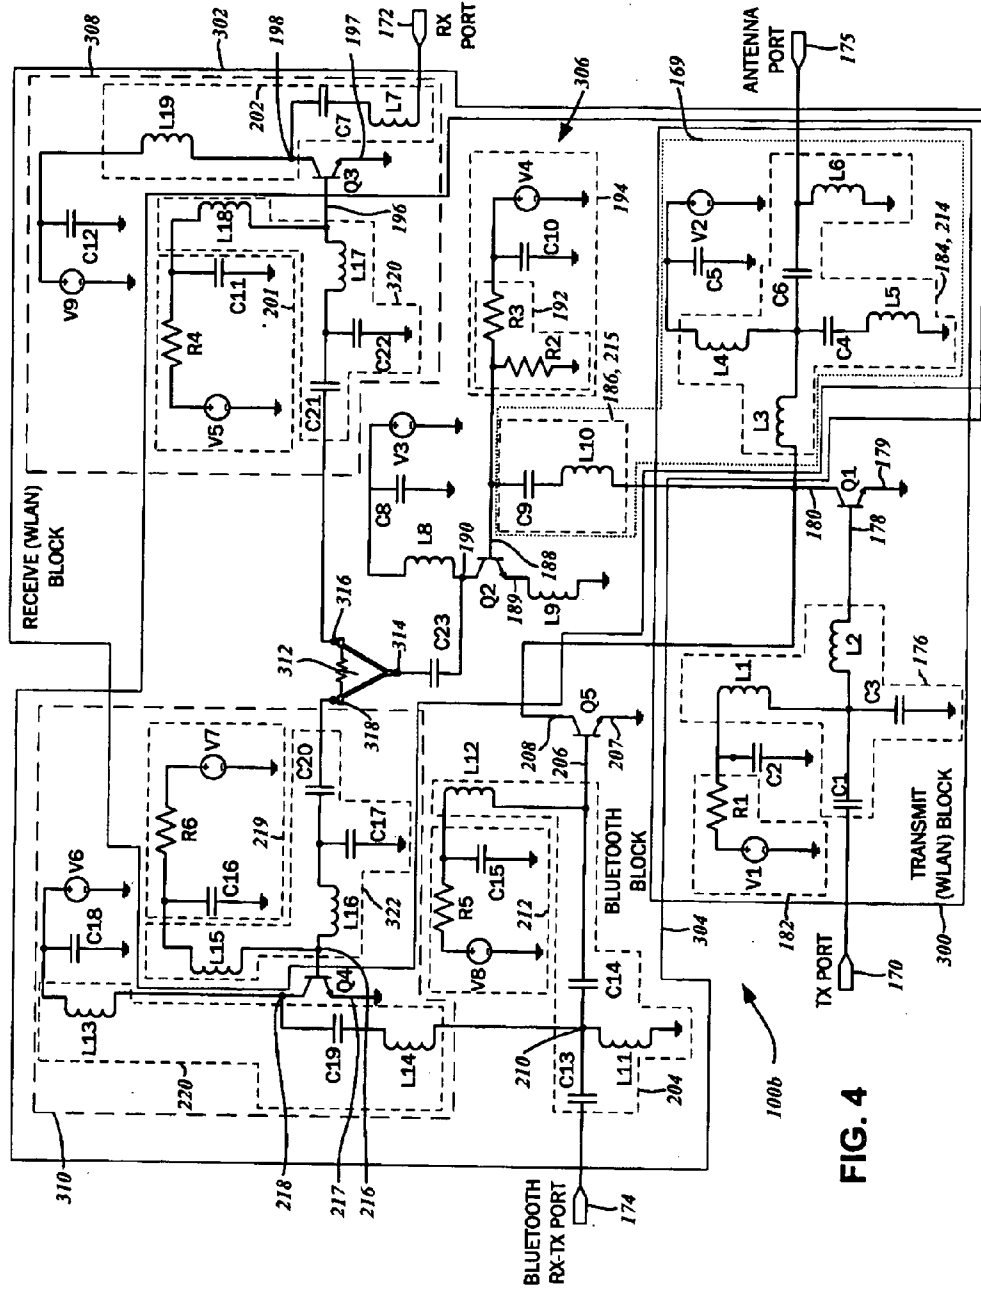 RECEIVE (WLAN)
BLOCK
308
302
198
172
RX
PORT
197
202
L19
C7
L7
Q3
196
C12
V9
L18
C11
201
R4
V5
L17
320
C22
C21
306
V4
194
C10
R3
192
R2
186, 215
L10
C9
188
V3
C8
L8
190
Q2
189
L9
C23
316
312
314
318
ANTENNA
PORT
175
169
V2
C5
L6
C6
184, 214
L4
L5
C4
L3
180
Q1
179
178
L2
L1
176
C3
C2
R1
C1
V1
182
TRANSMIT
(WLAN) BLOCK
300
TX PORT
170
304
100b
Q5
208
206
207
L12
BLUETOOTH
BLOCK
R5
C15
212
V8
C14
210
C13
L11
204
C20
V7
R6
219
C17
C16
L16
322
L15
V6
C18
L13
Q4
C19
L14
220
310
218
217
216
BLUETOOTH
RX-TX PORT
174
FIG. 4